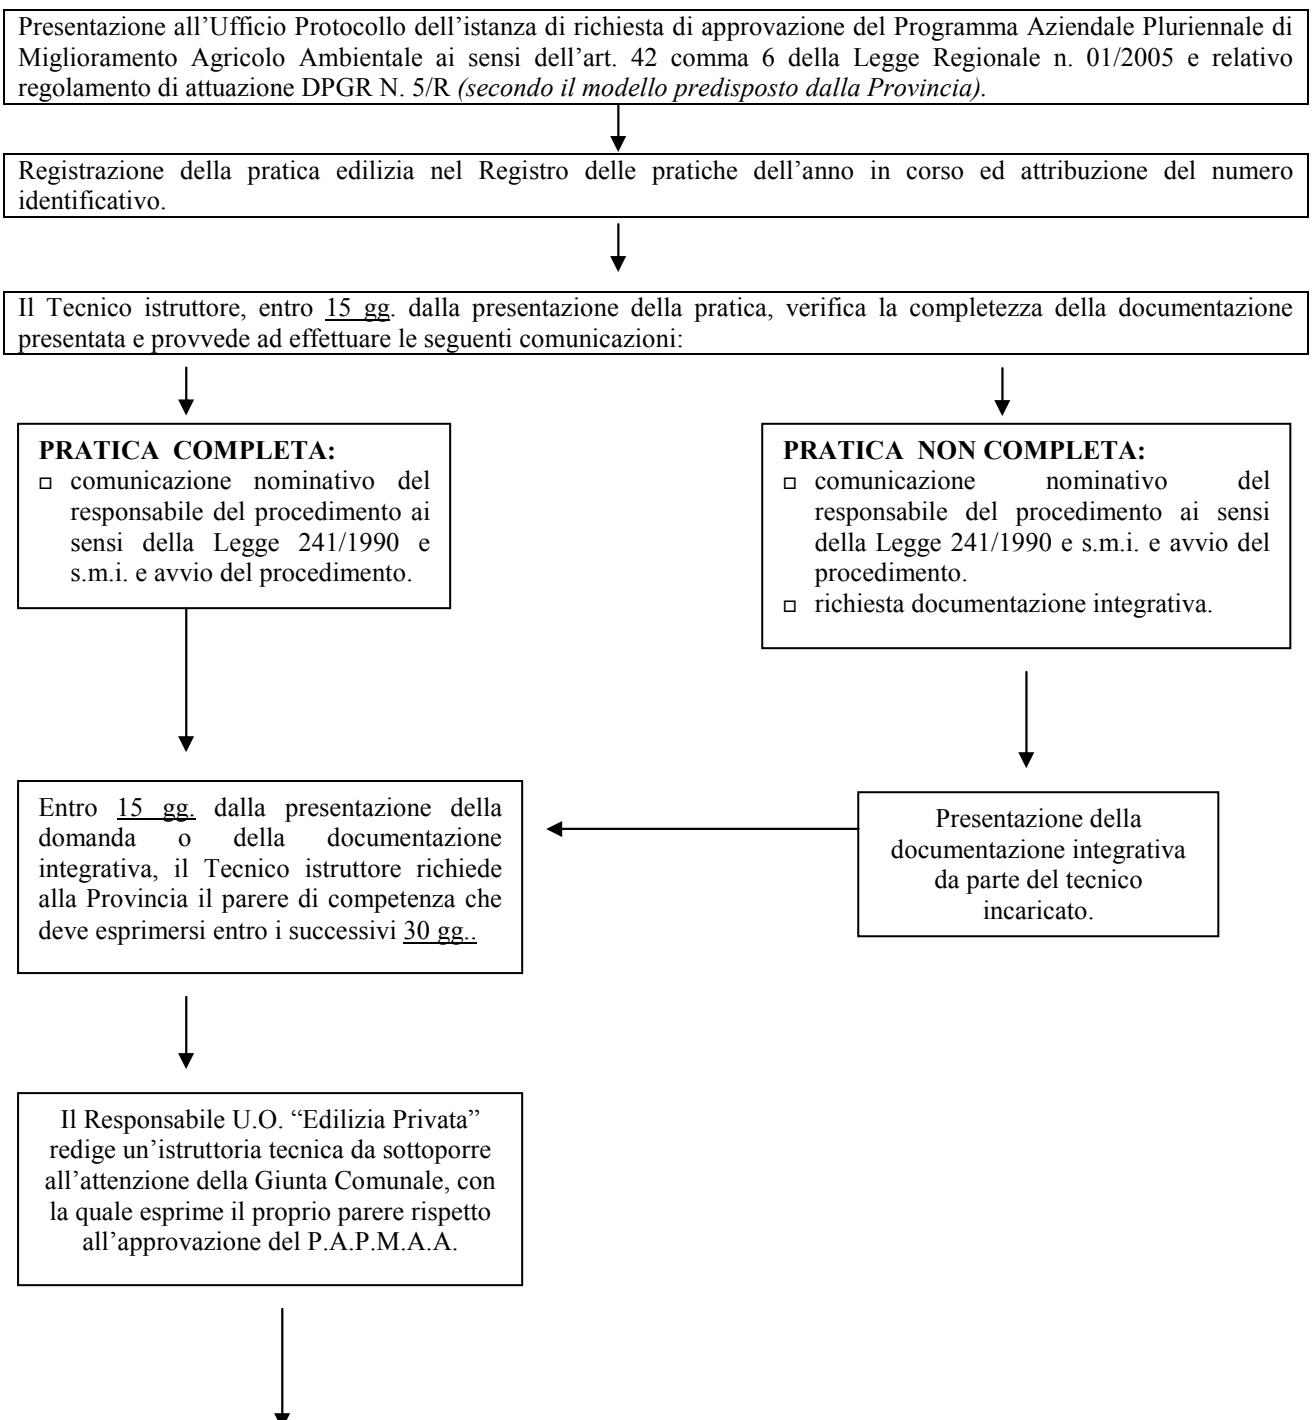 Presentazione all’Ufficio Protocollo dell’istanza di richiesta di approvazione del Programma Aziendale Pluriennale di
Miglioramento Agricolo Ambientale ai sensi dell’art. 42 comma 6 della Legge Regionale n. 01/2005 e relativo
regolamento di attuazione DPGR N. 5/R (secondo il modello predisposto dalla Provincia).
Registrazione della pratica edilizia nel Registro delle pratiche dell’anno in corso ed attribuzione del numero
identificativo.
Il Tecnico istruttore, entro 15 gg. dalla presentazione della pratica, verifica la completezza della documentazione
presentata e provvede ad effettuare le seguenti comunicazioni:
PRATICA COMPLETA:
□ comunicazione nominativo del
responsabile del procedimento ai
sensi della Legge 241/1990 e
s.m.i. e avvio del procedimento.
PRATICA NON COMPLETA:
□ comunicazione nominativo del
responsabile del procedimento ai sensi
della Legge 241/1990 e s.m.i. e avvio del
procedimento.
□ richiesta documentazione integrativa.
Entro 15 gg. dalla presentazione della
domanda o della documentazione
integrativa, il Tecnico istruttore richiede
alla Provincia il parere di competenza che
deve esprimersi entro i successivi 30 gg..
Presentazione della
documentazione integrativa
da parte del tecnico
incaricato.
Il Responsabile U.O. “Edilizia Privata”
redige un’istruttoria tecnica da sottoporre
all’attenzione della Giunta Comunale, con
la quale esprime il proprio parere rispetto
all’approvazione del P.A.P.M.A.A.